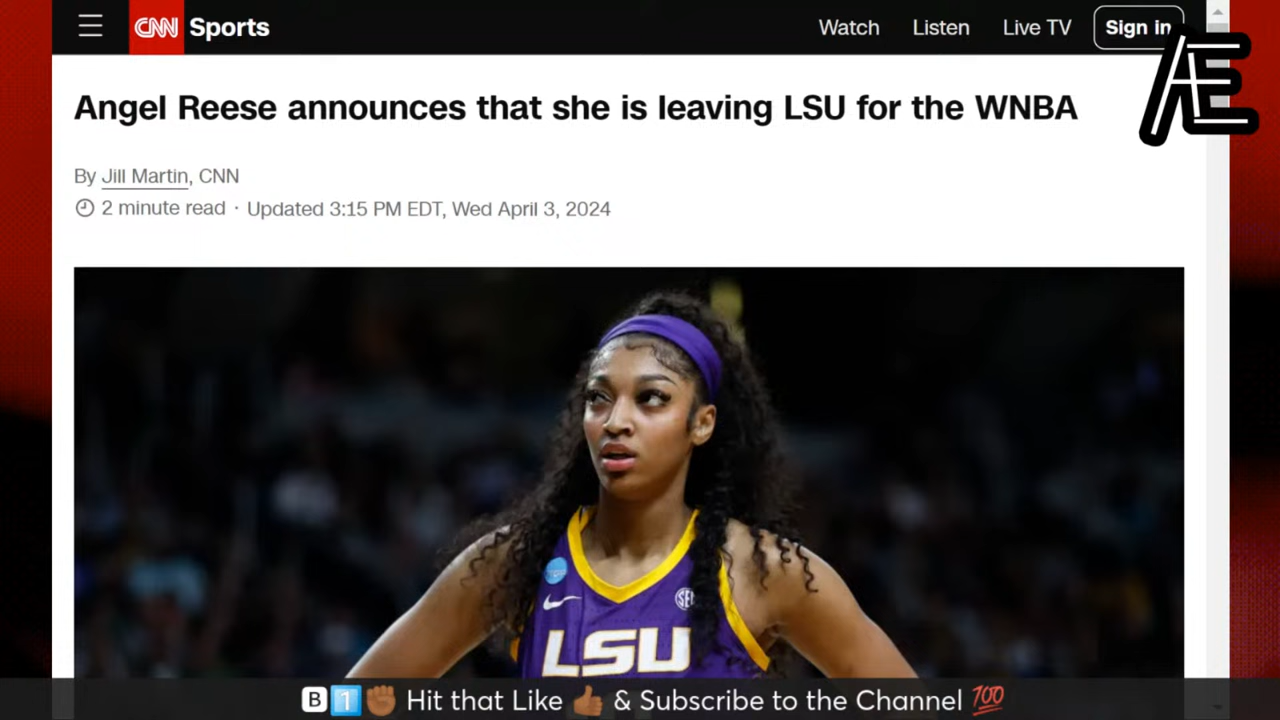 CNN Sports Watch Listen Live TV Sign in
Æ
Angel Reese announces that she is leaving LSU for the WNBA
By Jill Martin, CNN
2 minute read · Updated 3:15 PM EDT, Wed April 3, 2024
SEC
LSU
B 1️⃣ ✊🏾 Hit that Like 👍🏾 & Subscribe to the Channel 💯